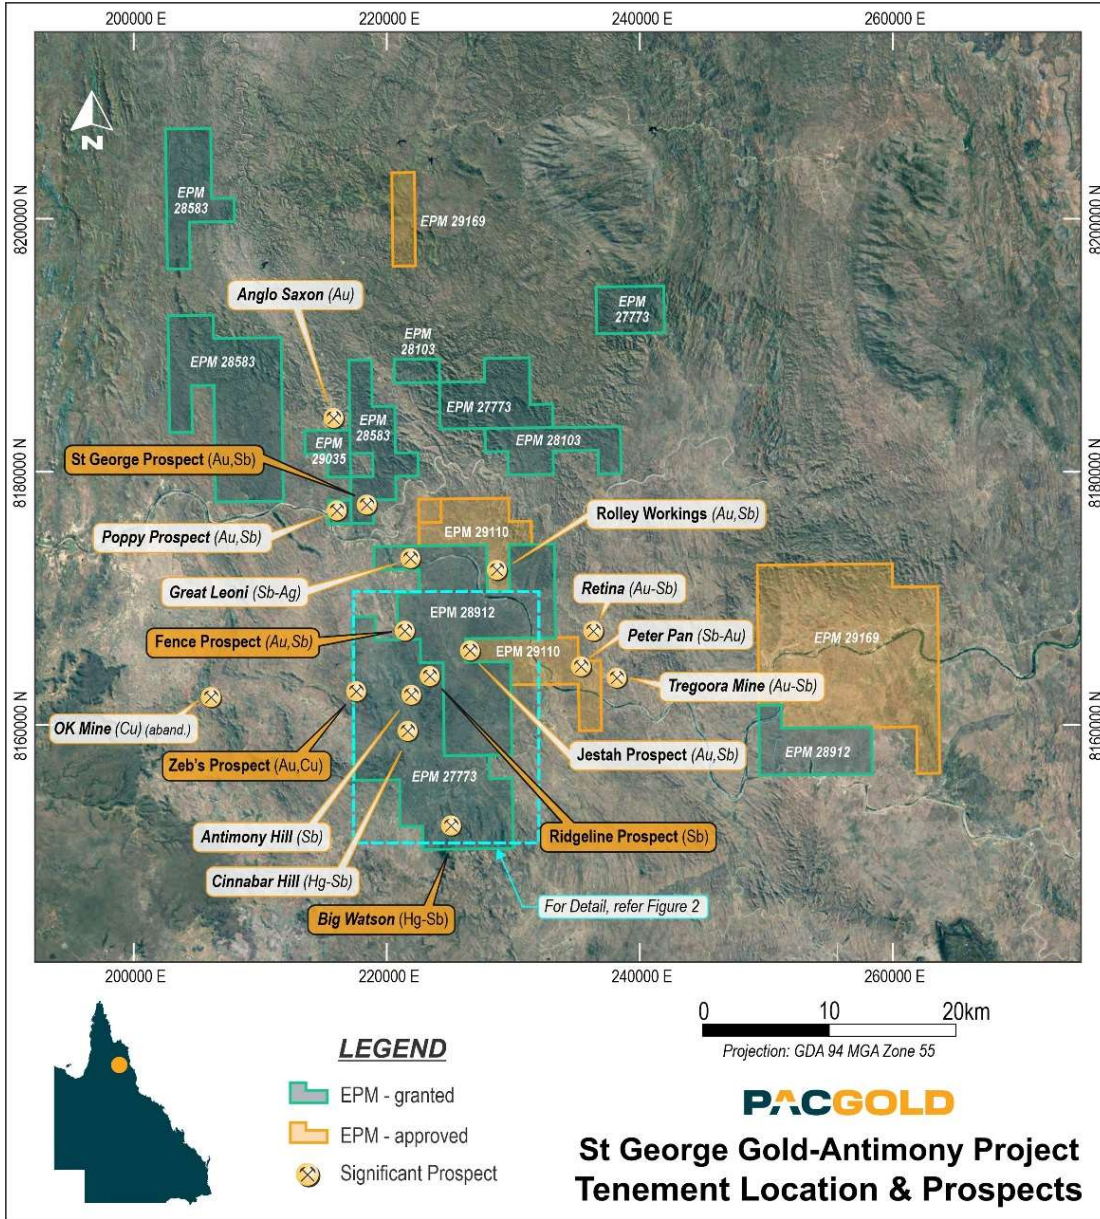 200000 E
220000 E
240000 E
260000 E
8200000 N
8200000 N
N
EPM
28583
EPM 29169
Anglo Saxon (Au)
EPM
27773
EPM
28103
EPM 28583
EPM 27773
EPM
28583
EPM
29035
EPM 28103
St George Prospect (Au,Sb)
8180000 N
8180000 N
Rolley Workings (Au,Sb)
Poppy Prospect (Au,Sb)
EPM 29110
Great Leoni (Sb-Ag)
Retina (Au-Sb)
EPM 28912
Fence Prospect (Au,Sb)
Peter Pan (Sb-Au)
EPM 29110
EPM 29169
Tregoora Mine (Au-Sb)
OK Mine (Cu) (aband.)
8160000 N
8160000 N
Zeb's Prospect (Au,Cu)
Jestah Prospect (Au,Sb)
EPM 28912
EPM 27773
Antimony Hill (Sb)
Ridgeline Prospect (Sb)
Cinnabar Hill (Hg-Sb)
For Detail, refer Figure 2
Big Watson (Hg-Sb)
200000 E
220000 E
240000 E
260000 E
0
10
20km
Projection: GDA 94 MGA Zone 55
LEGEND
EPM - granted
EPM - approved
Significant Prospect
PACGOLD
St George Gold-Antimony Project
Tenement Location & Prospects